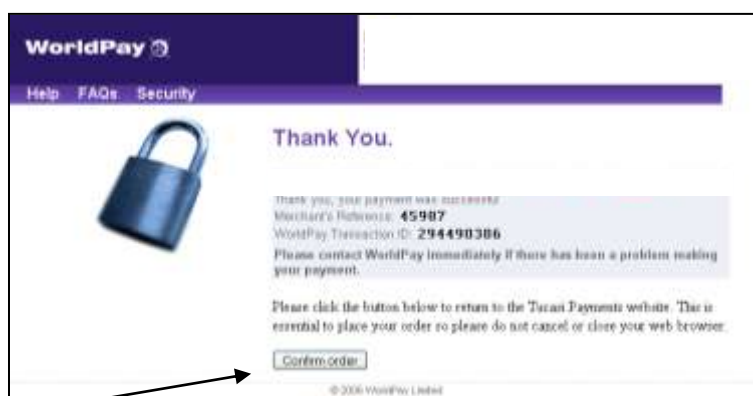 WorldPay
Help FAQs Security
Thank You.
Thank you, your payment was successful
Merchant's Reference: 45987
WorldPay Transaction ID: 294498386
Please contact WorldPay immediately if there has been a problem making
your payment.
Please click the button below to return to the Tucasi Payments website. This is
essential to place your order so please do not cancel or close your web browser.
Confirm order
© 2006 WorldPay Limited